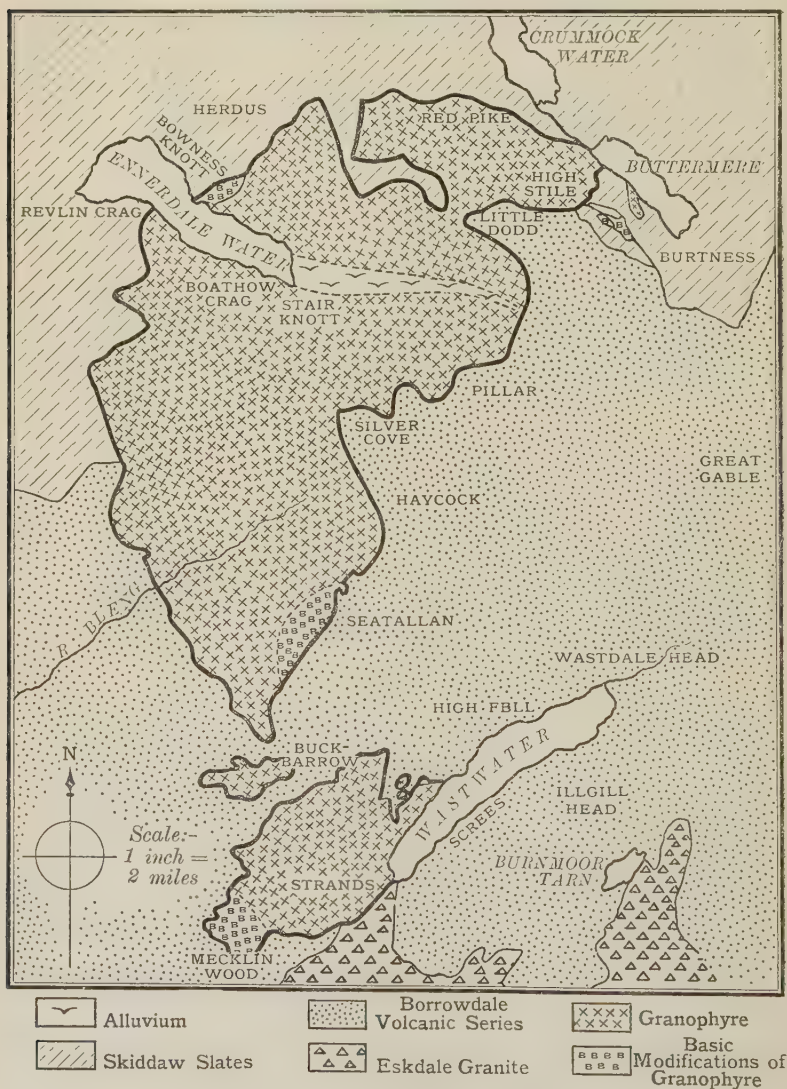 CRUMMOCK
WATER
HERDUS
RED PIKE
BOWNESS
KNOTT
ENNERDALE WATER
HIGH
STILE
BUTTERMERE
REVLIN CRAG
LITTLE
DODD
BURTNESS
BOATHOW
CRAG
STAIR
KNOTT
PILLAR
SILVER
COVE
GREAT
GABLE
HAYCOCK
R. BLENG
SEATALLAN
WASTDALE HEAD
HIGH FBLL
N
BUCK-
BARROW
WASTWATER
SCREES
ILLGILL
HEAD
Scale:-
1 inch =
2 miles
BURNMOOR
TARN
STRANDS
MECKLIN
WOOD
Alluvium
Borrowdale
Volcanic Series
Granophyre
Skiddaw Slates
Eskdale Granite
Basic
Modifications of
Granophyre